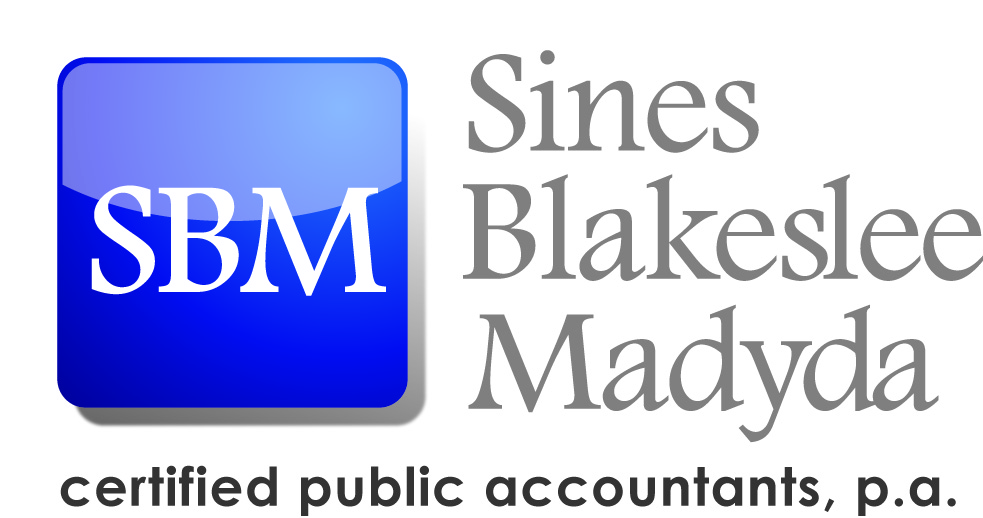 SBM
Sines
Blakeslee
Madyda
certified public accountants, p.a.